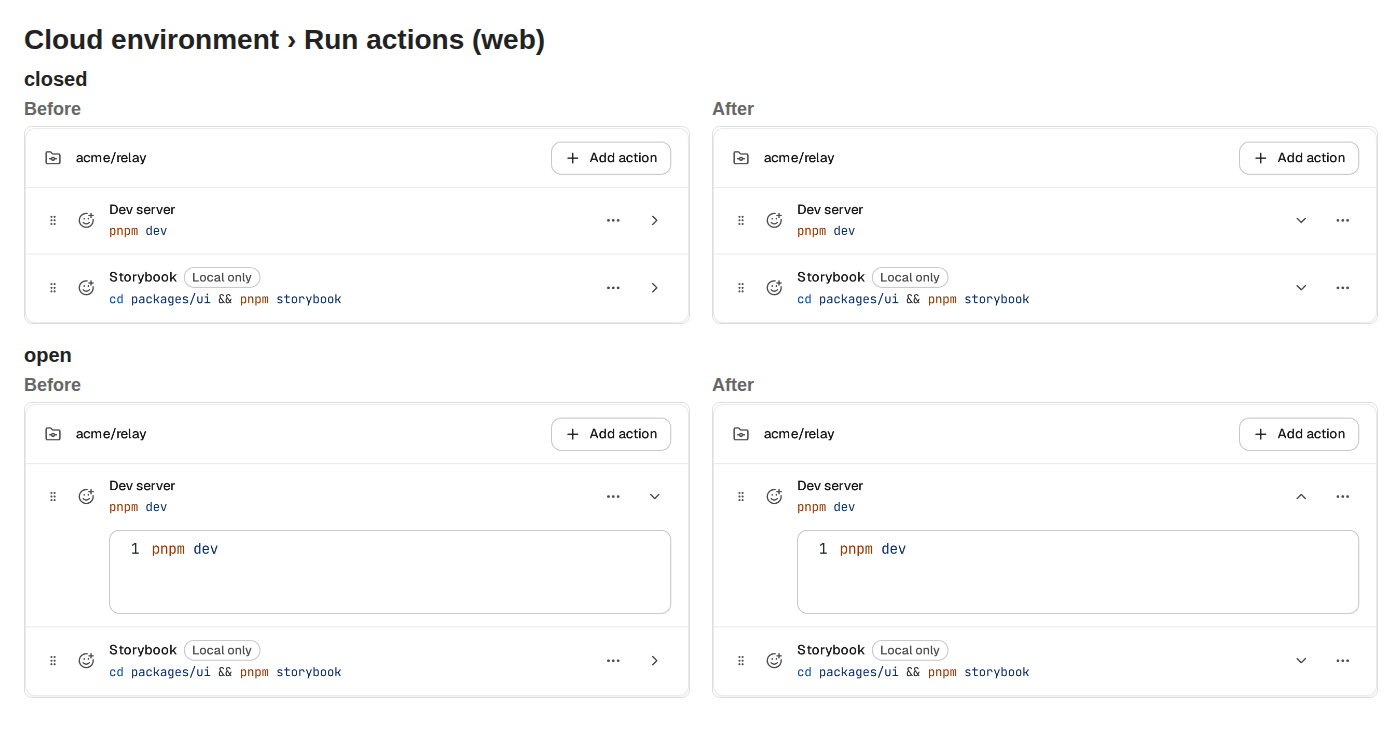 Cloud environment › Run actions (web)
closed
Before
acme/relay
Add action
Dev server
pnpm dev
Storybook Local only
cd packages/ui && pnpm storybook
After
acme/relay
Add action
Dev server
pnpm dev
Storybook Local only
cd packages/ui && pnpm storybook
open
Before
acme/relay
Add action
Dev server
pnpm dev
1 pnpm dev
Storybook Local only
cd packages/ui && pnpm storybook
After
acme/relay
Add action
Dev server
pnpm dev
1 pnpm dev
Storybook Local only
cd packages/ui && pnpm storybook